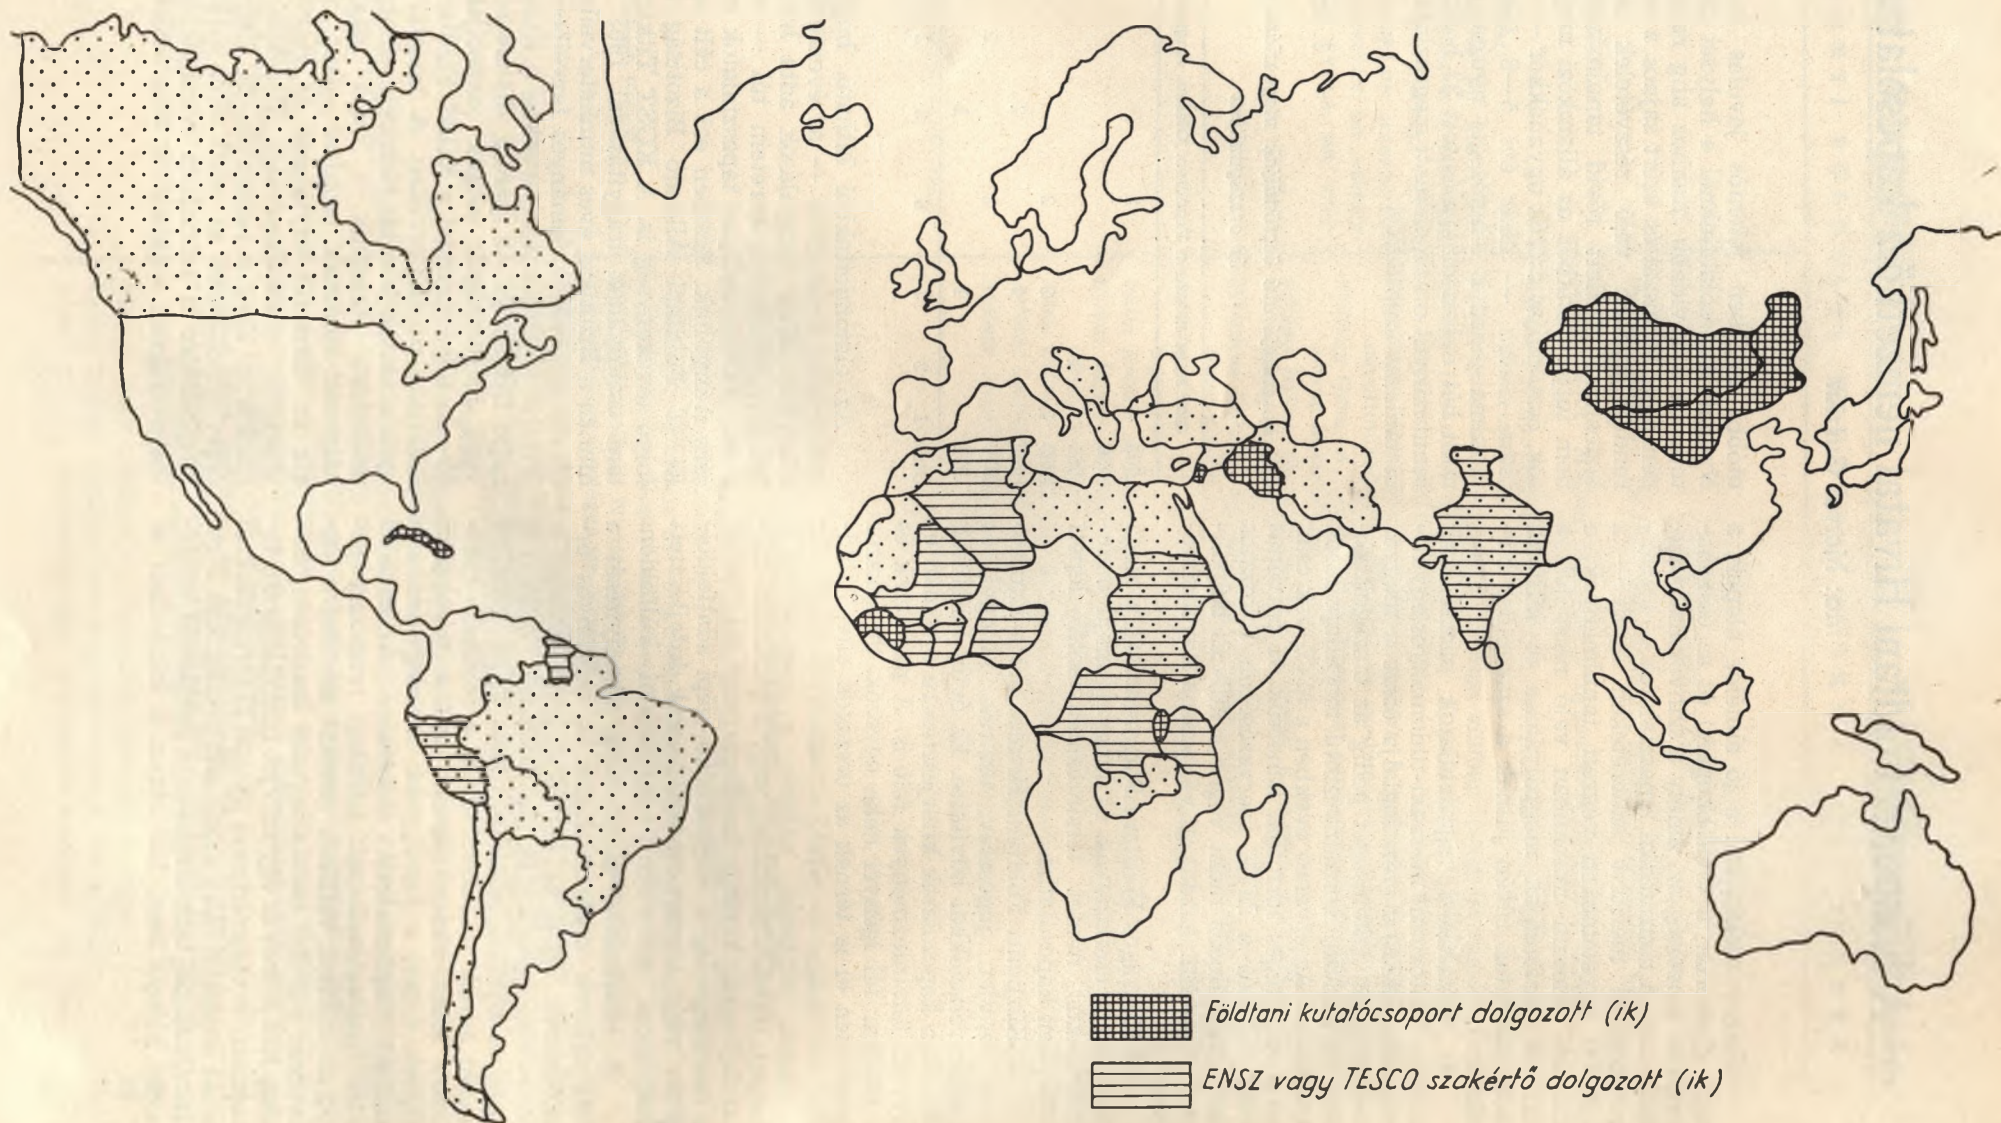 Földtani kutatócsoport dolgozott (ik)
ENSZ vagy TESCO szakértő dolgozott (ik)